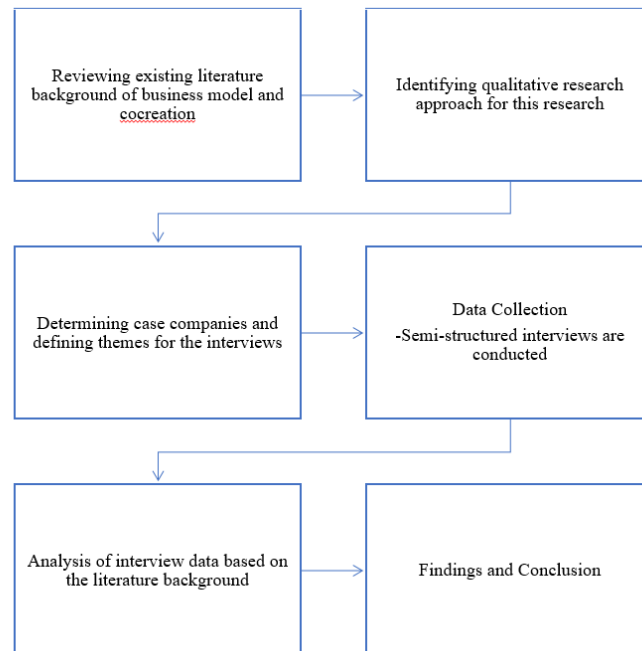 Reviewing existing literature
background of business model and
cocreation
Identifying qualitative research
approach for this research
Determining case companies and
defining themes for the interviews
Data Collection
-Semi-structured interviews are
conducted
Analysis of interview data based on
the literature background
Findings and Conclusion